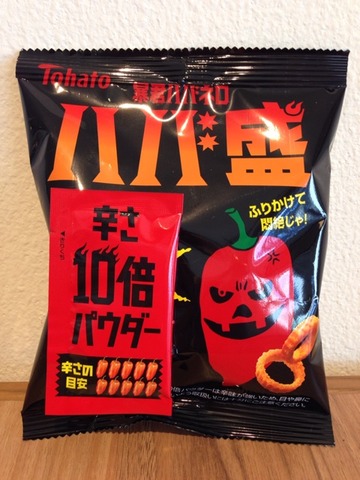 Tohato
暴君ハバネロ
ハバ盛
ふりかけて
悶絶じゃ!
辛さ
10倍
パウダー
辛さの
目安